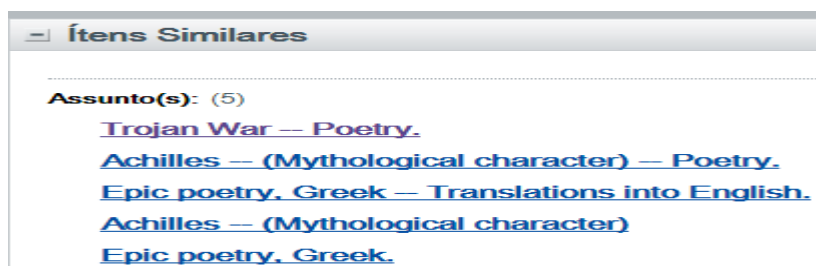 Ítens Similares
Assunto(s): (5)
Trojan War -- Poetry.
Achilles -- (Mythological character) -- Poetry.
Epic poetry, Greek -- Translations into English.
Achilles -- (Mythological character)
Epic poetry, Greek.